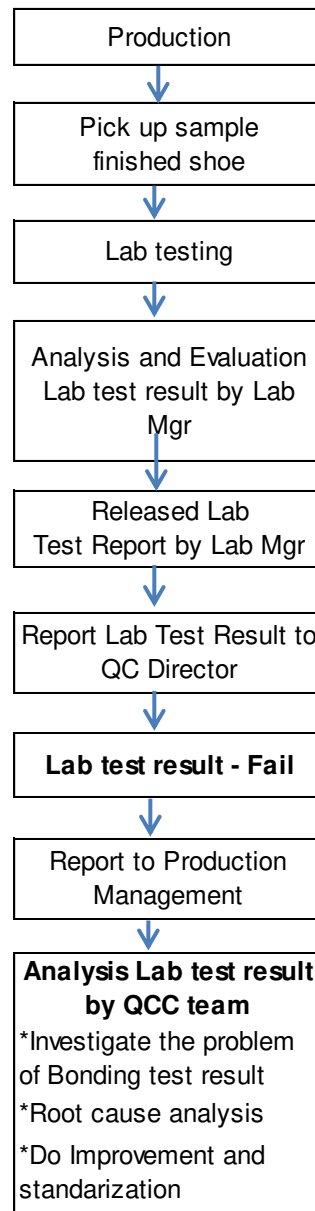 Production
Pick up sample
finished shoe
Lab testing
Analysis and Evaluation
Lab test result by Lab
Mgr
Released Lab
Test Report by Lab Mgr
Report Lab Test Result to
QC Director
Lab test result - Fail
Report to Production
Management
Analysis Lab test result
by QCC team
*Investigate the problem
of Bonding test result
*Root cause analysis
*Do Improvement and
standarization